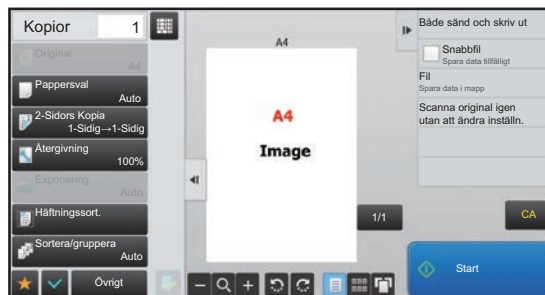 Kopior 1
Original
A4
Pappersval
Auto
2-Sidors Kopia
1-Sidig→1-Sidig
Återgivning
100%
Exponering
Auto
Häftningssort.
Sortera/gruppera
Auto
Övrigt
A4
A4
Image
1/1
Både sänd och skriv ut
Snabbfil
Spara data tillfälligt
Fil
Spara data i mapp
Scanna original igen
utan att ändra inställn.
CA
Start